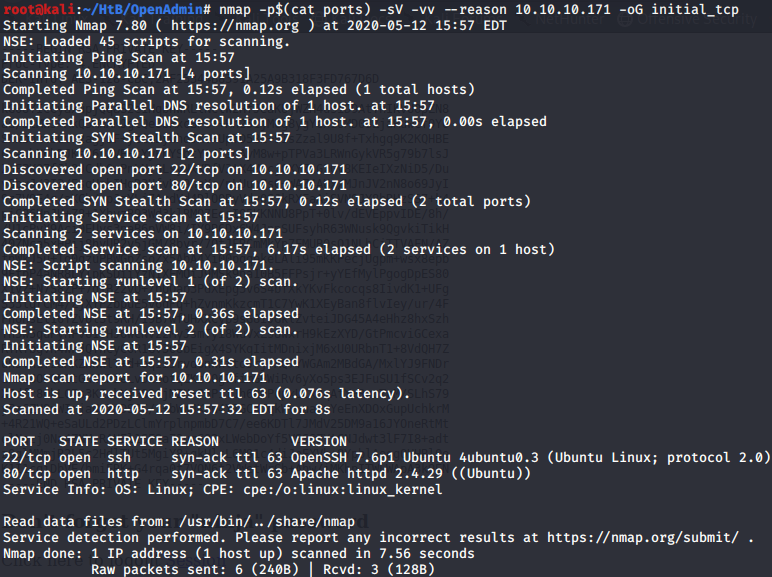 root@kali:~/HtB/OpenAdmin# nmap -p$(cat ports) -sV -vv --reason 10.10.10.171 -oG initial_tcp
Starting Nmap 7.80 ( https://nmap.org ) at 2020-05-12 15:57 EDT
NSE: Loaded 45 scripts for scanning.
Initiating Ping Scan at 15:57
Scanning 10.10.10.171 [4 ports]
Completed Ping Scan at 15:57, 0.12s elapsed (1 total hosts)
Initiating Parallel DNS resolution of 1 host. at 15:57
Completed Parallel DNS resolution of 1 host. at 15:57, 0.00s elapsed
Initiating SYN Stealth Scan at 15:57
Scanning 10.10.10.171 [2 ports]
Discovered open port 22/tcp on 10.10.10.171
Discovered open port 80/tcp on 10.10.10.171
Completed SYN Stealth Scan at 15:57, 0.12s elapsed (2 total ports)
Initiating Service scan at 15:57
Scanning 2 services on 10.10.10.171
Completed Service scan at 15:57, 6.17s elapsed (2 services on 1 host)
NSE: Script scanning 10.10.10.171.
NSE: Starting runlevel 1 (of 2) scan.
Initiating NSE at 15:57
Completed NSE at 15:57, 0.36s elapsed
NSE: Starting runlevel 2 (of 2) scan.
Initiating NSE at 15:57
Completed NSE at 15:57, 0.31s elapsed
Nmap scan report for 10.10.10.171
Host is up, received reset ttl 63 (0.076s latency).
Scanned at 2020-05-12 15:57:32 EDT for 8s
PORT STATE SERVICE REASON VERSION
22/tcp open ssh syn-ack ttl 63 OpenSSH 7.6p1 Ubuntu 4ubuntu0.3 (Ubuntu Linux; protocol 2.0)
80/tcp open http syn-ack ttl 63 Apache httpd 2.4.29 ((Ubuntu))
Service Info: OS: Linux; CPE: cpe:/o:linux:linux_kernel
Read data files from: /usr/bin/../share/nmap
Service detection performed. Please report any incorrect results at https://nmap.org/submit/ .
Nmap done: 1 IP address (1 host up) scanned in 7.56 seconds
Raw packets sent: 6 (240B) | Rcvd: 3 (128B)